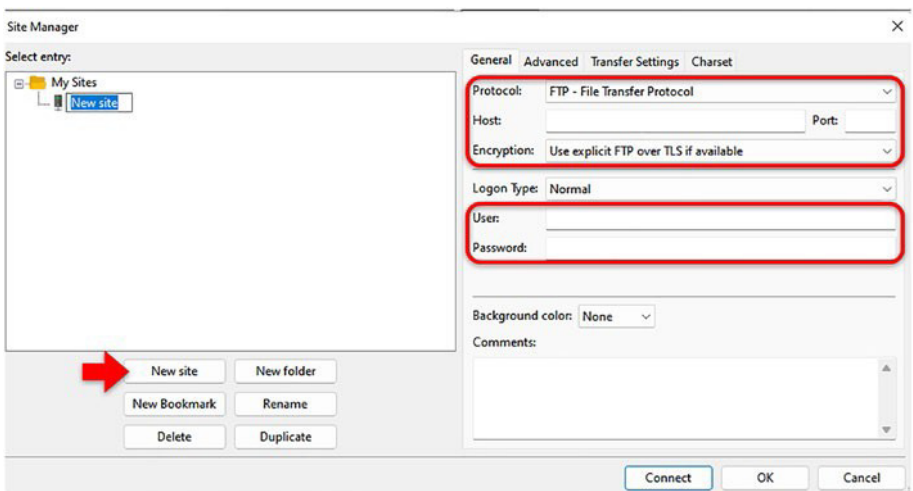 Site Manager
Select entry:
My Sites
New site
New site
New folder
New Bookmark
Rename
Delete
Duplicate
General Advanced Transfer Settings Charset
Protocol: FTP - File Transfer Protocol
Host: Port:
Encryption: Use explicit FTP over TLS if available
Logon Type: Normal
User:
Password:
Background color: None
Comments:
Connect OK Cancel